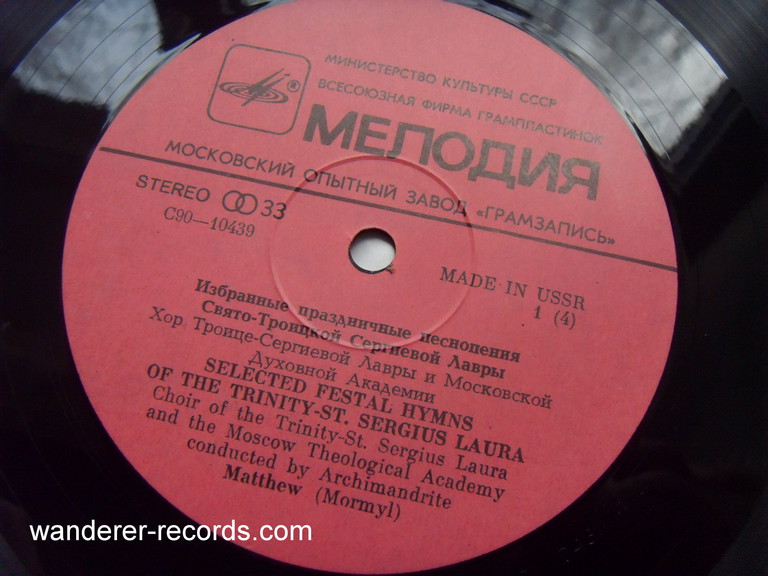 МИНИСТЕРСТВО КУЛЬТУРЫ СССР
ВСЕСОЮЗНАЯ ФИРМА ГРАМПЛАСТИНОК
®
МЕЛОДИЯ
МОСКОВСКИЙ ОПЫТНЫЙ ЗАВОД «ГРАМЗАПИСЬ»
STEREO 33
С90—10439
MADE IN USSR
1 (4)
Избранные праздничные песнопения
Свято-Троицкой Сергиевой Лавры
Хор Троице-Сергиевой Лавры и Московской
Духовной Академии
SELECTED FESTAL HYMNS
OF THE TRINITY-ST. SERGIUS LAURA
Choir of the Trinity-St. Sergius Laura
and the Moscow Theological Academy
conducted by Archimandrite
Matthew (Mormyl)
wanderer-records.com